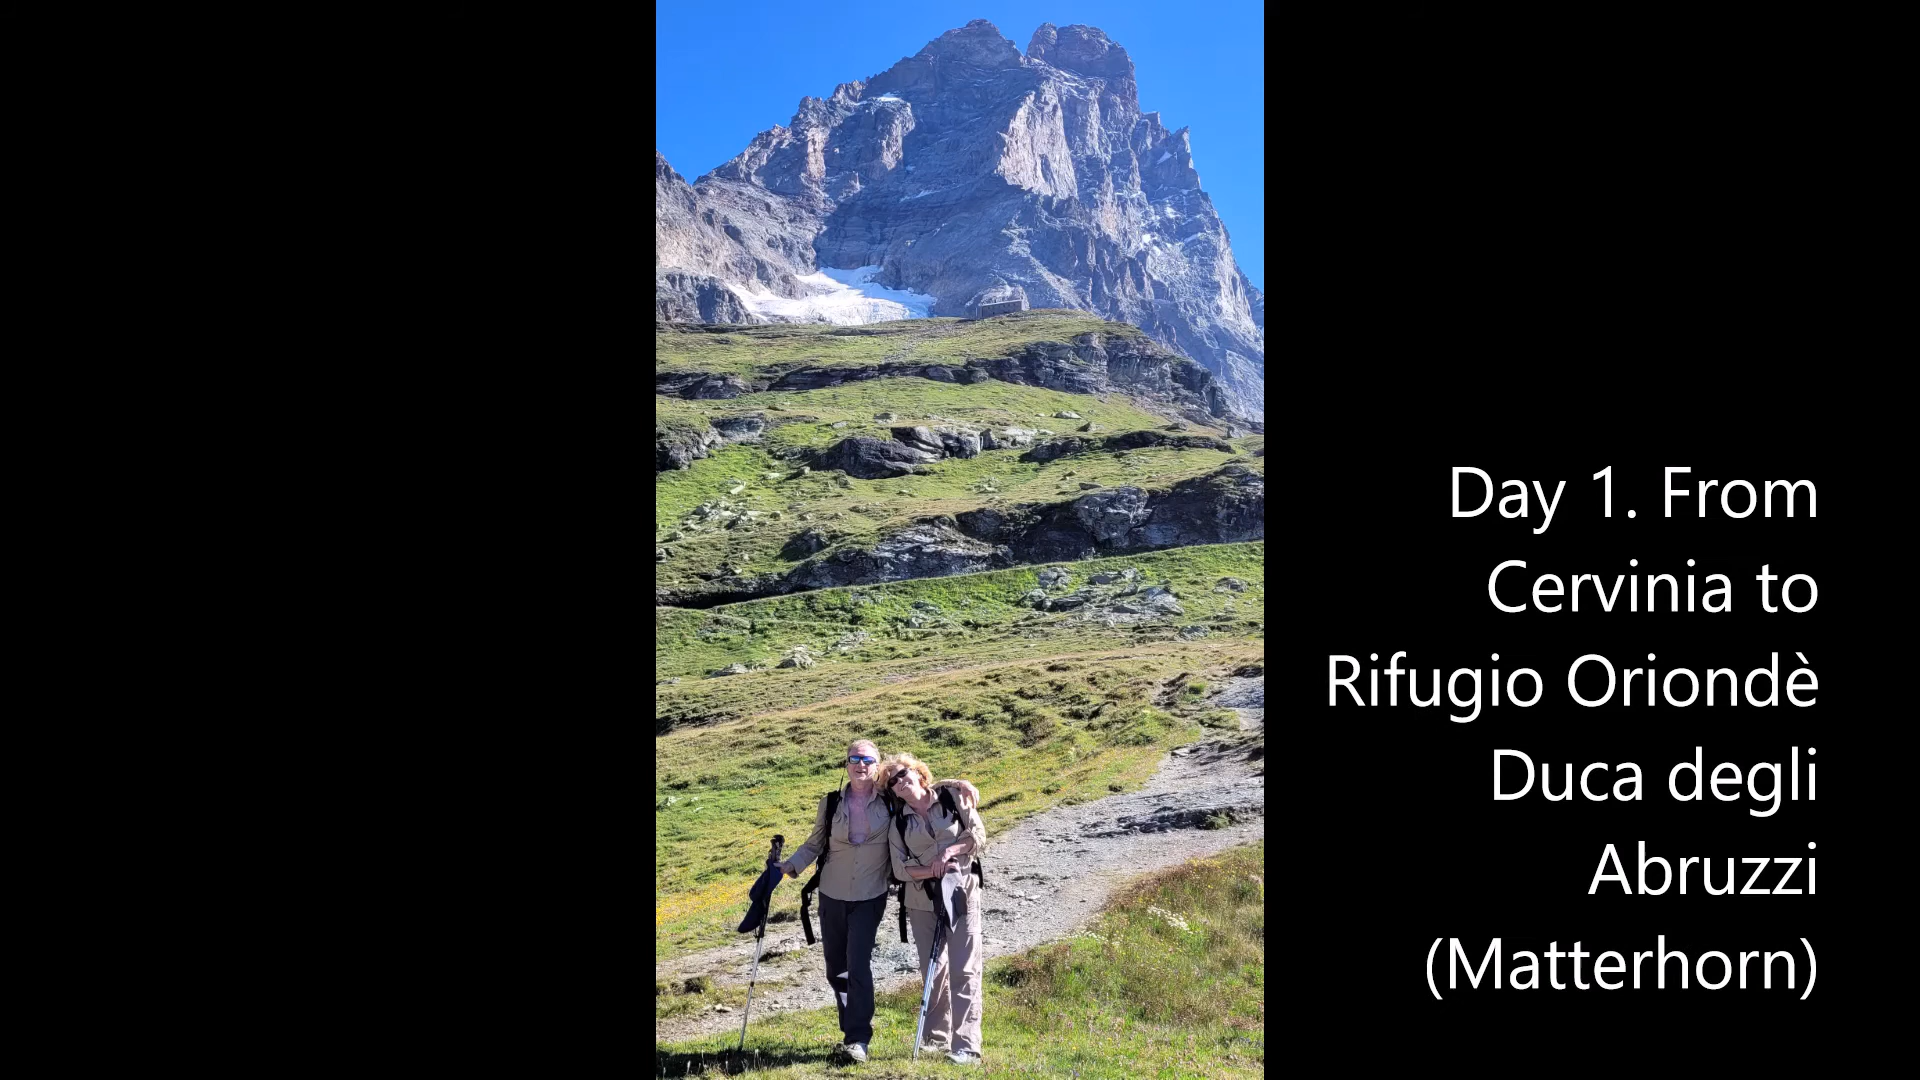 Day 1. From
Cervinia to
Rifugio Oriondè
Duca degli
Abruzzi
(Matterhorn)